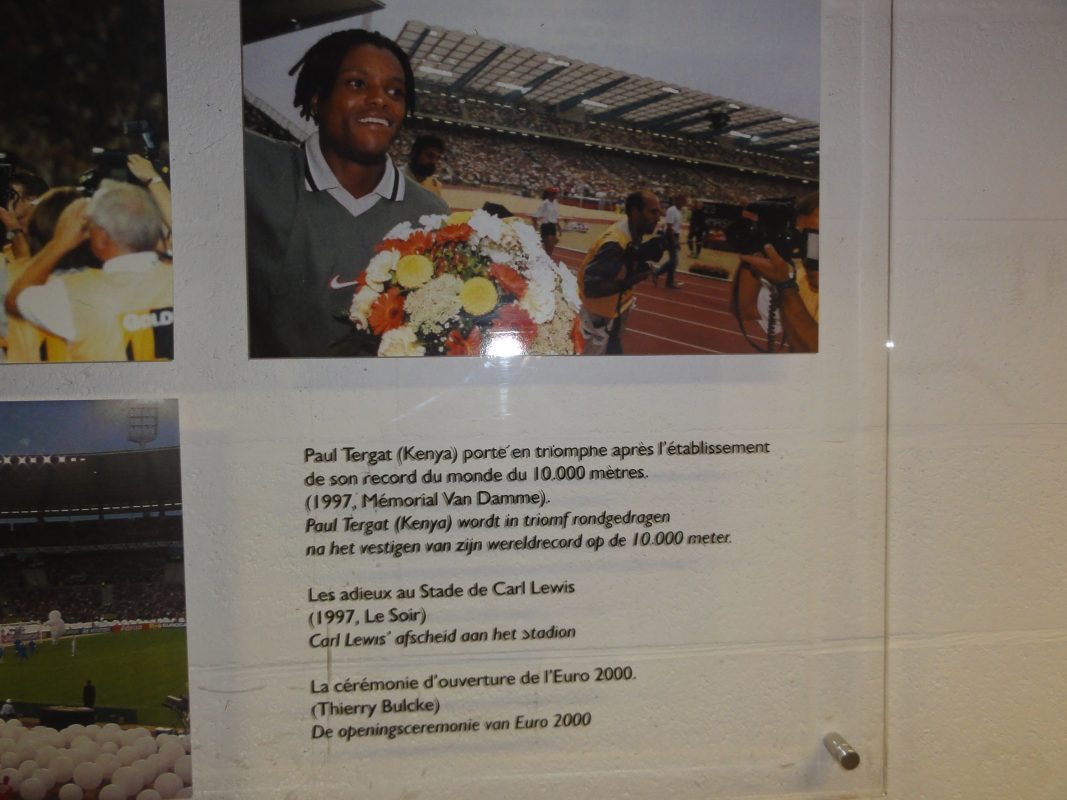 GOLD
Paul Tergat (Kenya) porté en triomphe après l'établissement
de son record du monde du 10.000 mètres.
(1997, Mémorial Van Damme).
Paul Tergat (Kenya) wordt in triomf rondgedragen
na het vestigen van zijn wereldrecord op de 10.000 meter.
Les adieux au Stade de Carl Lewis
(1997, Le Soir)
Carl Lewis' afscheid aan het stadion
La cérémonie d'ouverture de l'Euro 2000.
(Thierry Bulcke)
De openingsceremonie van Euro 2000